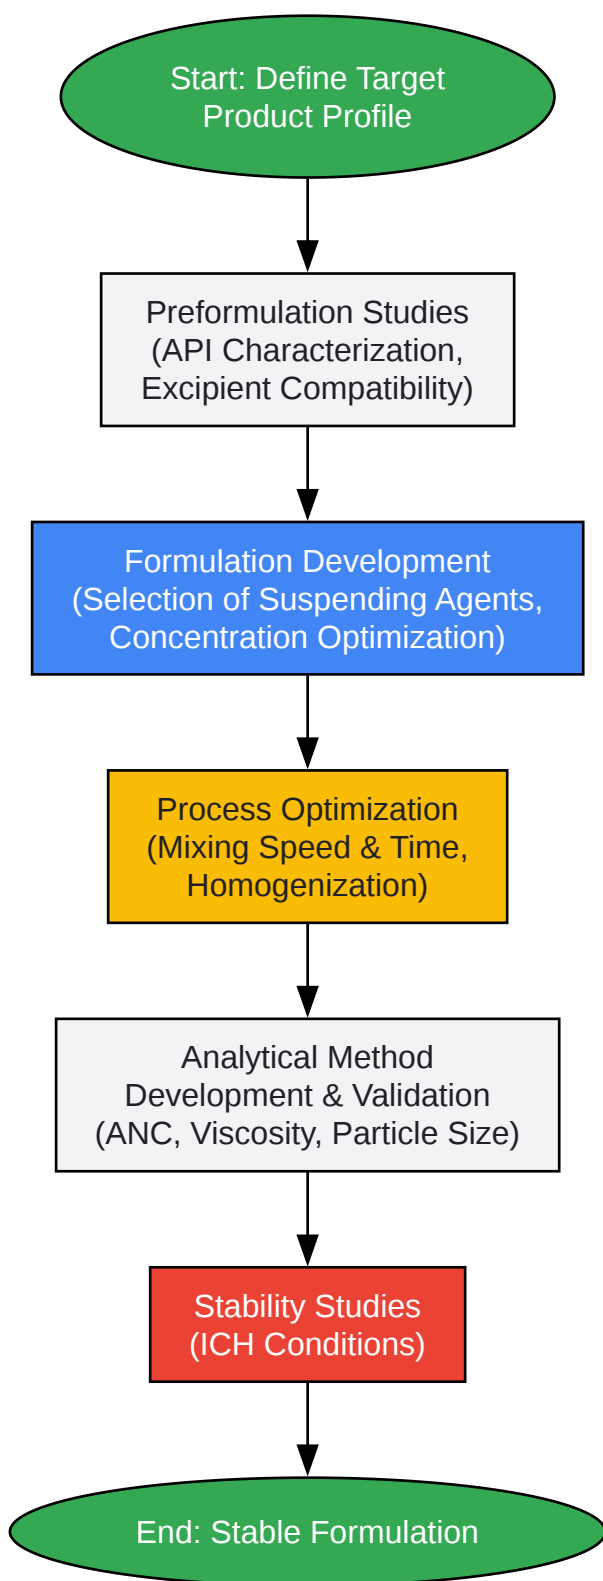 Start: Define Target
Product Profile
Preformulation Studies
(API Characterization,
Excipient Compatibility)
Formulation Development
(Selection of Suspending Agents,
Concentration Optimization)
Process Optimization
(Mixing Speed & Time,
Homogenization)
Analytical Method
Development & Validation
(ANC, Viscosity, Particle Size)
Stability Studies
(ICH Conditions)
End: Stable Formulation